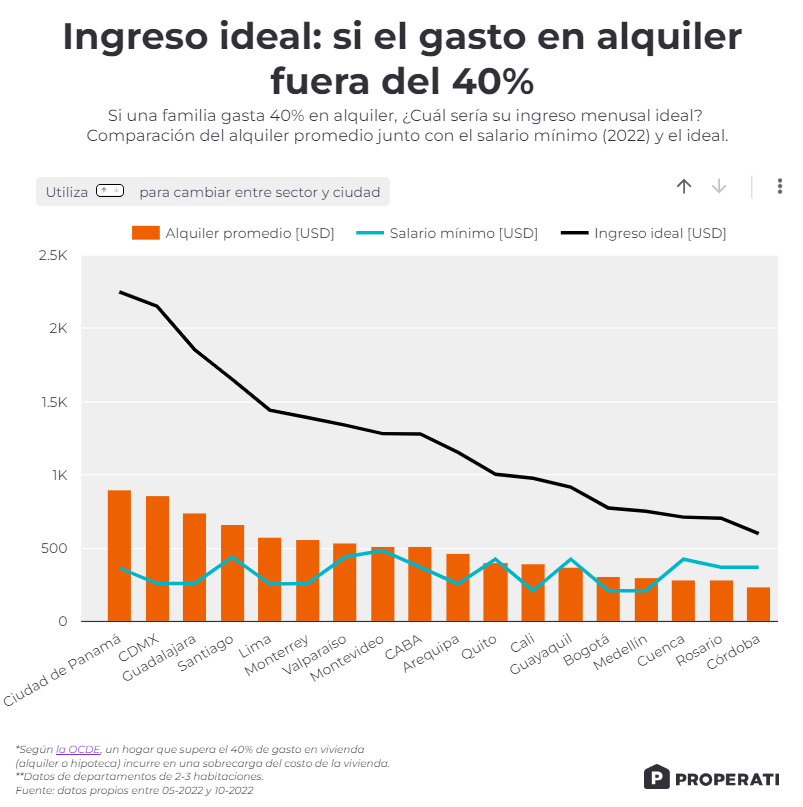 Ingreso ideal: si el gasto en alquiler
fuera del 40%
Si una familia gasta 40% en alquiler, ¿Cuál sería su ingreso menusal ideal?
Comparación del alquiler promedio junto con el salario mínimo (2022) y el ideal.
Utiliza para cambiar entre sector y ciudad
Alquiler promedio [USD] Salario mínimo [USD] Ingreso ideal [USD]
2.5K
2K
1.5K
1K
500
0
Ciudad de Panamá
CDMX
Guadalajara
Santiago
Lima
Monterrey
Valparaíso
Montevideo
CABA
Arequipa
Quito
Cali
Guayaquil
Bogotá
Medellín
Cuenca
Rosario
Córdoba
*Según la OCDE, un hogar que supera el 40% de gasto en vivienda
(alquiler o hipoteca) incurre en una sobrecarga del costo de la vivienda.
**Datos de departamentos de 2-3 habitaciones.
Fuente: datos propios entre 05-2022 y 10-2022
PROPERATI